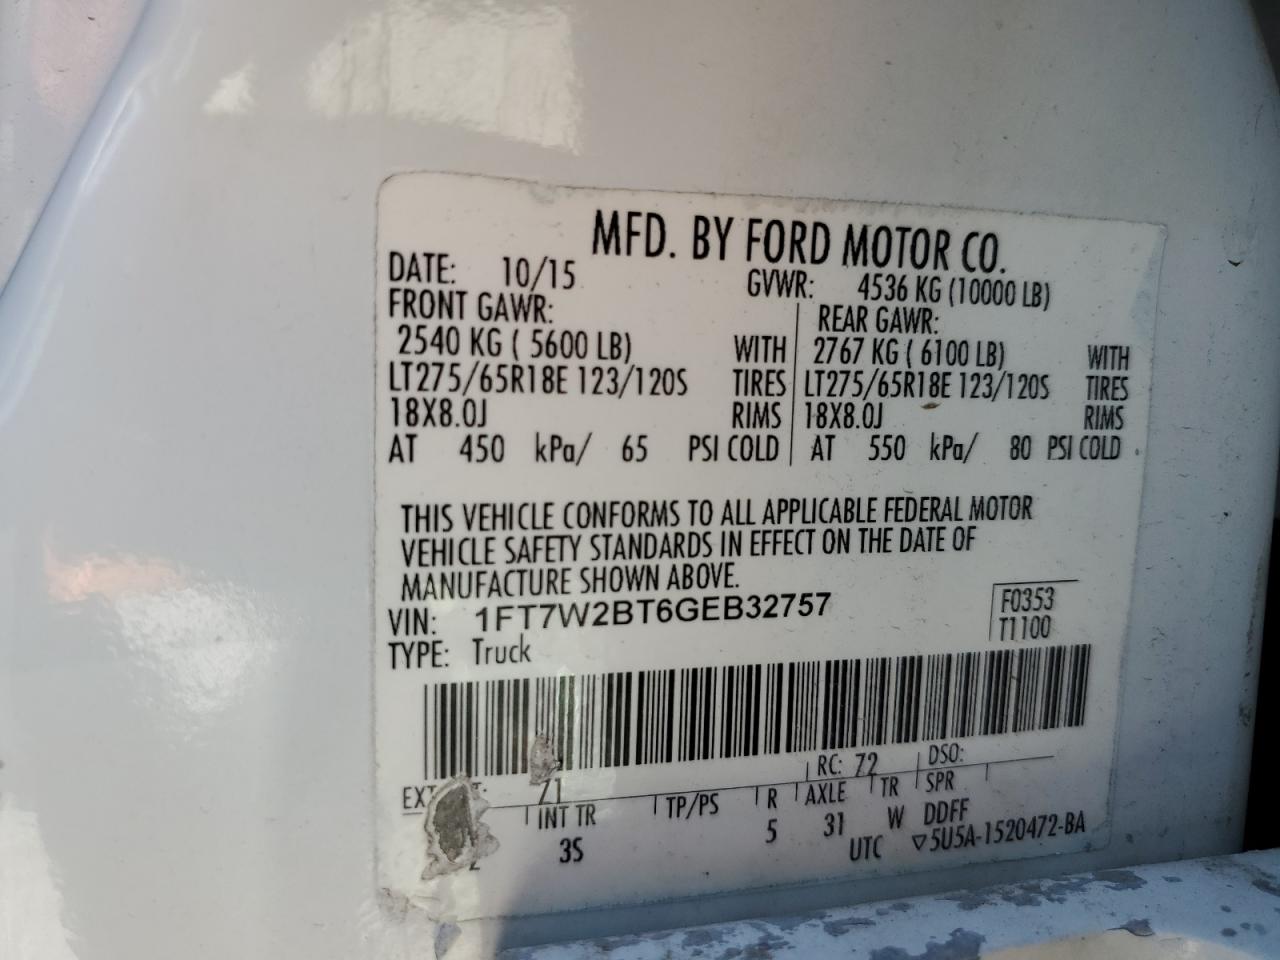 MFD. BY FORD MOTOR CO.
DATE: 10/15 GVWR: 4536 KG (10000 LB)
FRONT GAWR: REAR GAWR:
2540 KG ( 5600 LB) WITH 2767 KG ( 6100 LB) WITH
LT275/65R18E 123/120S TIRES LT275/65R18E 123/120S TIRES
18X8.0J RIMS 18X8.0J RIMS
AT 450 kPa/ 65 PSI COLD AT 550 kPa/ 80 PSI COLD
THIS VEHICLE CONFORMS TO ALL APPLICABLE FEDERAL MOTOR
VEHICLE SAFETY STANDARDS IN EFFECT ON THE DATE OF
MANUFACTURE SHOWN ABOVE.
VIN: 1FT7W2BT6GEB32757 F0353
TYPE: Truck T1100
RC: 72 DSO:
EXT Z1
INT TR TP/PS R AXLE TR SPR
3S 5 31 W DDFF
UTC ▽5U5A-1520472-BA